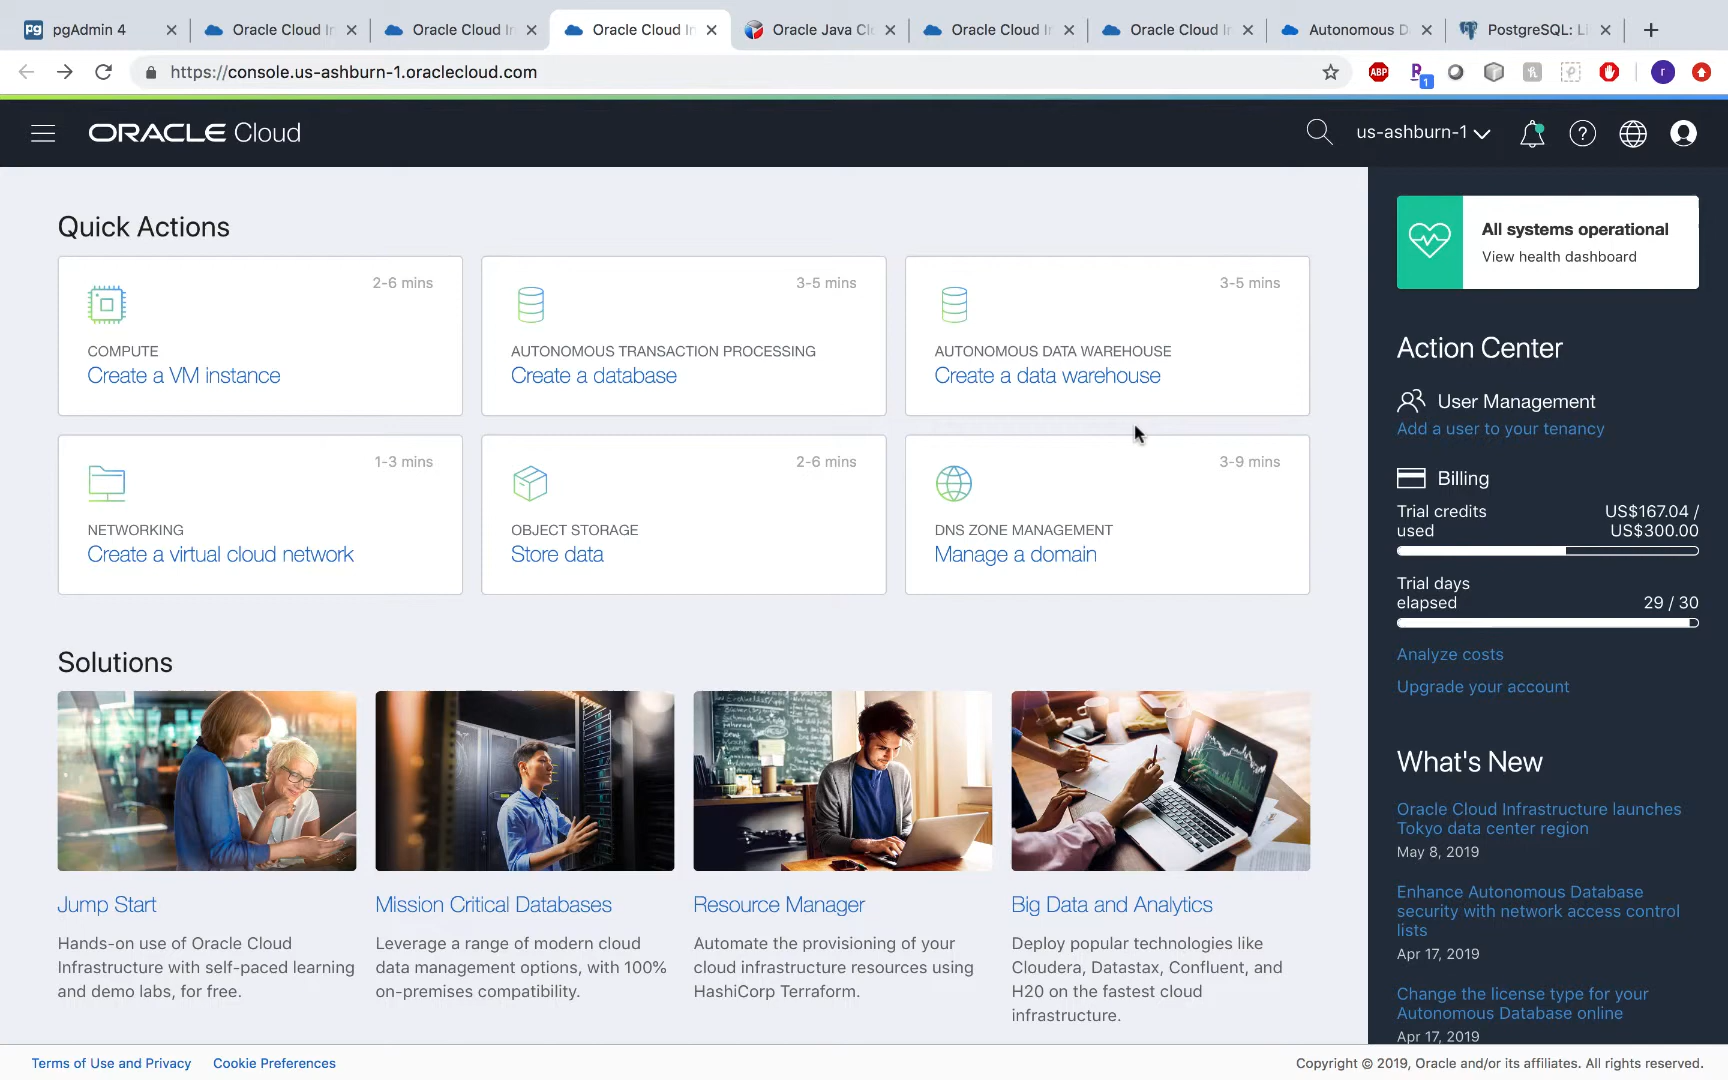 pgAdmin 4
Oracle Cloud In
Oracle Cloud In
Oracle Cloud In
Oracle Java Cl
Oracle Cloud In
Oracle Cloud In
Autonomous D
PostgreSQL: Li
https://console.us-ashburn-1.oraclecloud.com
ABP
1
r
ORACLE Cloud
us-ashburn-1
Quick Actions
2-6 mins
COMPUTE
Create a VM instance
3-5 mins
AUTONOMOUS TRANSACTION PROCESSING
Create a database
3-5 mins
AUTONOMOUS DATA WAREHOUSE
Create a data warehouse
1-3 mins
NETWORKING
Create a virtual cloud network
2-6 mins
OBJECT STORAGE
Store data
3-9 mins
DNS ZONE MANAGEMENT
Manage a domain
Solutions
Jump Start
Hands-on use of Oracle Cloud
Infrastructure with self-paced learning
and demo labs, for free.
Mission Critical Databases
Leverage a range of modern cloud
data management options, with 100%
on-premises compatibility.
Resource Manager
Automate the provisioning of your
cloud infrastructure resources using
HashiCorp Terraform.
Big Data and Analytics
Deploy popular technologies like
Cloudera, Datastax, Confluent, and
H20 on the fastest cloud
infrastructure.
All systems operational
View health dashboard
Action Center
User Management
Add a user to your tenancy
Billing
Trial credits used US$167.04 / US$300.00
Trial days elapsed 29 / 30
Analyze costs
Upgrade your account
What's New
Oracle Cloud Infrastructure launches
Tokyo data center region
May 8, 2019
Enhance Autonomous Database
security with network access control
lists
Apr 17, 2019
Change the license type for your
Autonomous Database online
Apr 17, 2019
Terms of Use and Privacy
Cookie Preferences
Copyright © 2019, Oracle and/or its affiliates. All rights reserved.